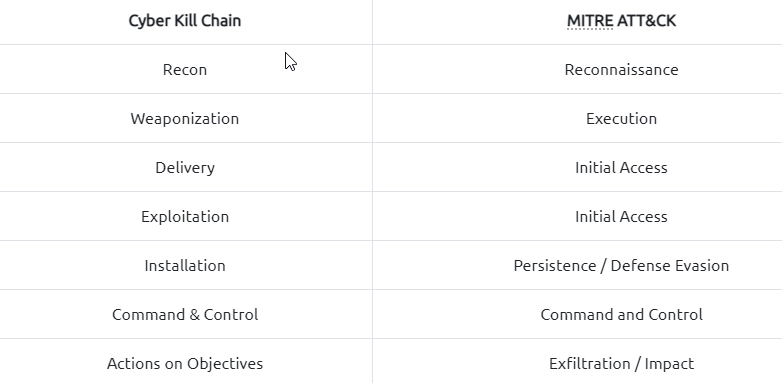 Cyber Kill Chain MITRE ATT&CK
Recon Reconnaissance
Weaponization Execution
Delivery Initial Access
Exploitation Initial Access
Installation Persistence / Defense Evasion
Command & Control Command and Control
Actions on Objectives Exfiltration / Impact